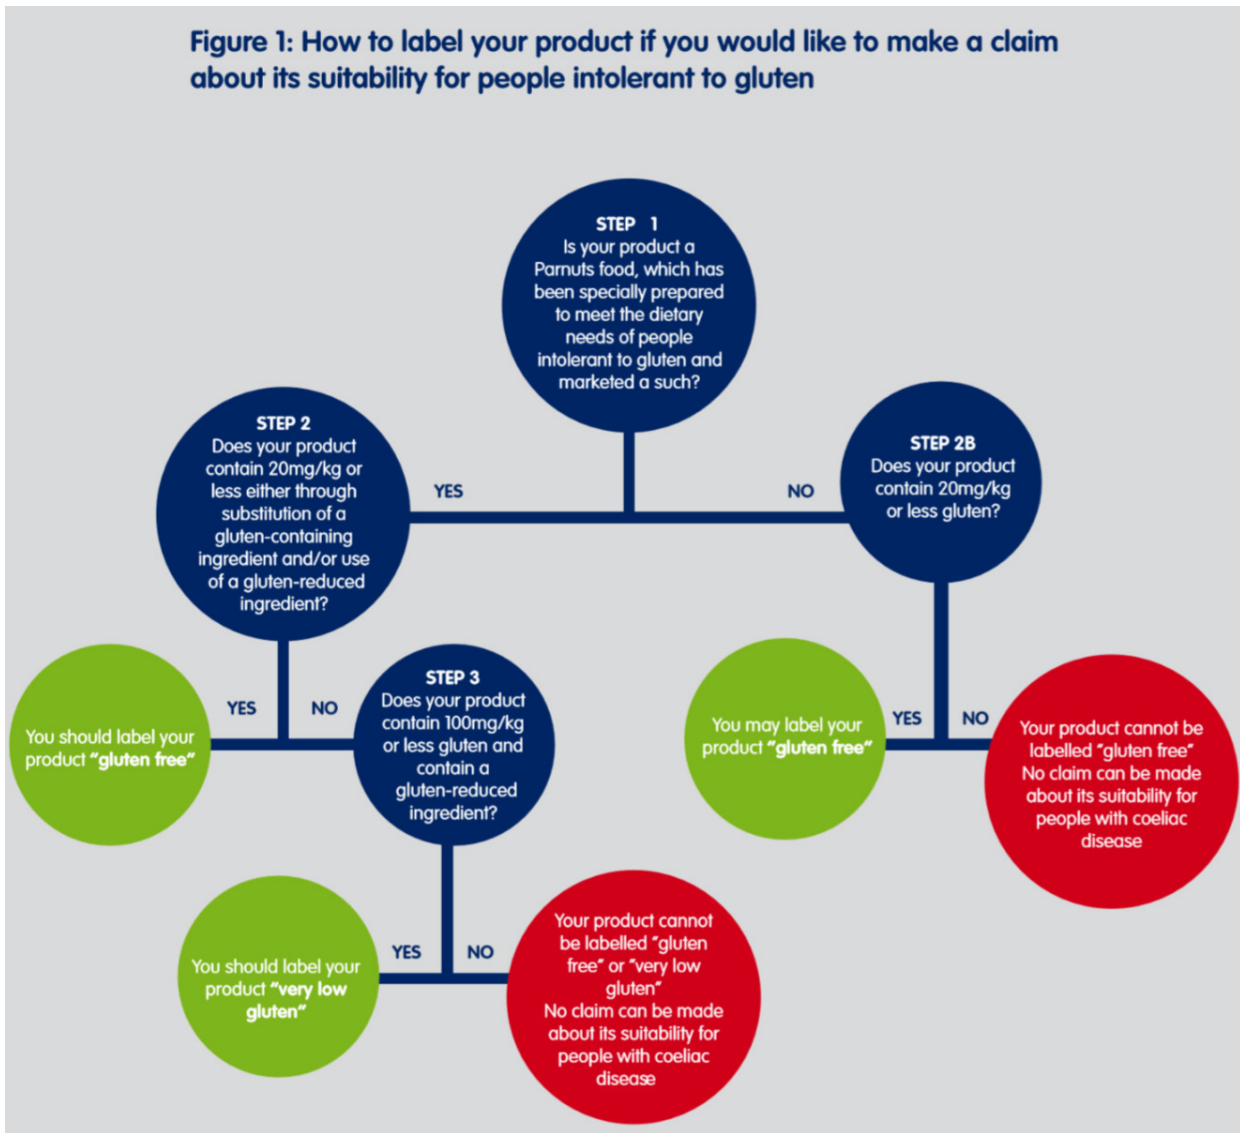 Figure 1: How to label your product if you would like to make a claim
about its suitability for people intolerant to gluten
STEP 1
Is your product a
Parnuts food, which has
been specially prepared
to meet the dietary
needs of people
intolerant to gluten and
marketed a such?
STEP 2
Does your product
contain 20mg/kg or
less either through
substitution of a
gluten-containing
ingredient and/or use
of a gluten-reduced
ingredient?
YES
NO
STEP 2B
Does your product
contain 20mg/kg
or less gluten?
You should label your
product "gluten free"
YES
NO
STEP 3
Does your product
contain 100mg/kg
or less gluten and
contain a
gluten-reduced
ingredient?
You may label your
product "gluten free"
YES
NO
Your product cannot be
labelled "gluten free"
No claim can be made
about its suitability for
people with coeliac
disease
You should label your
product "very low
gluten"
YES
NO
Your product cannot
be labelled "gluten
free" or "very low
gluten"
No claim can be made
about its suitability for
people with coeliac
disease